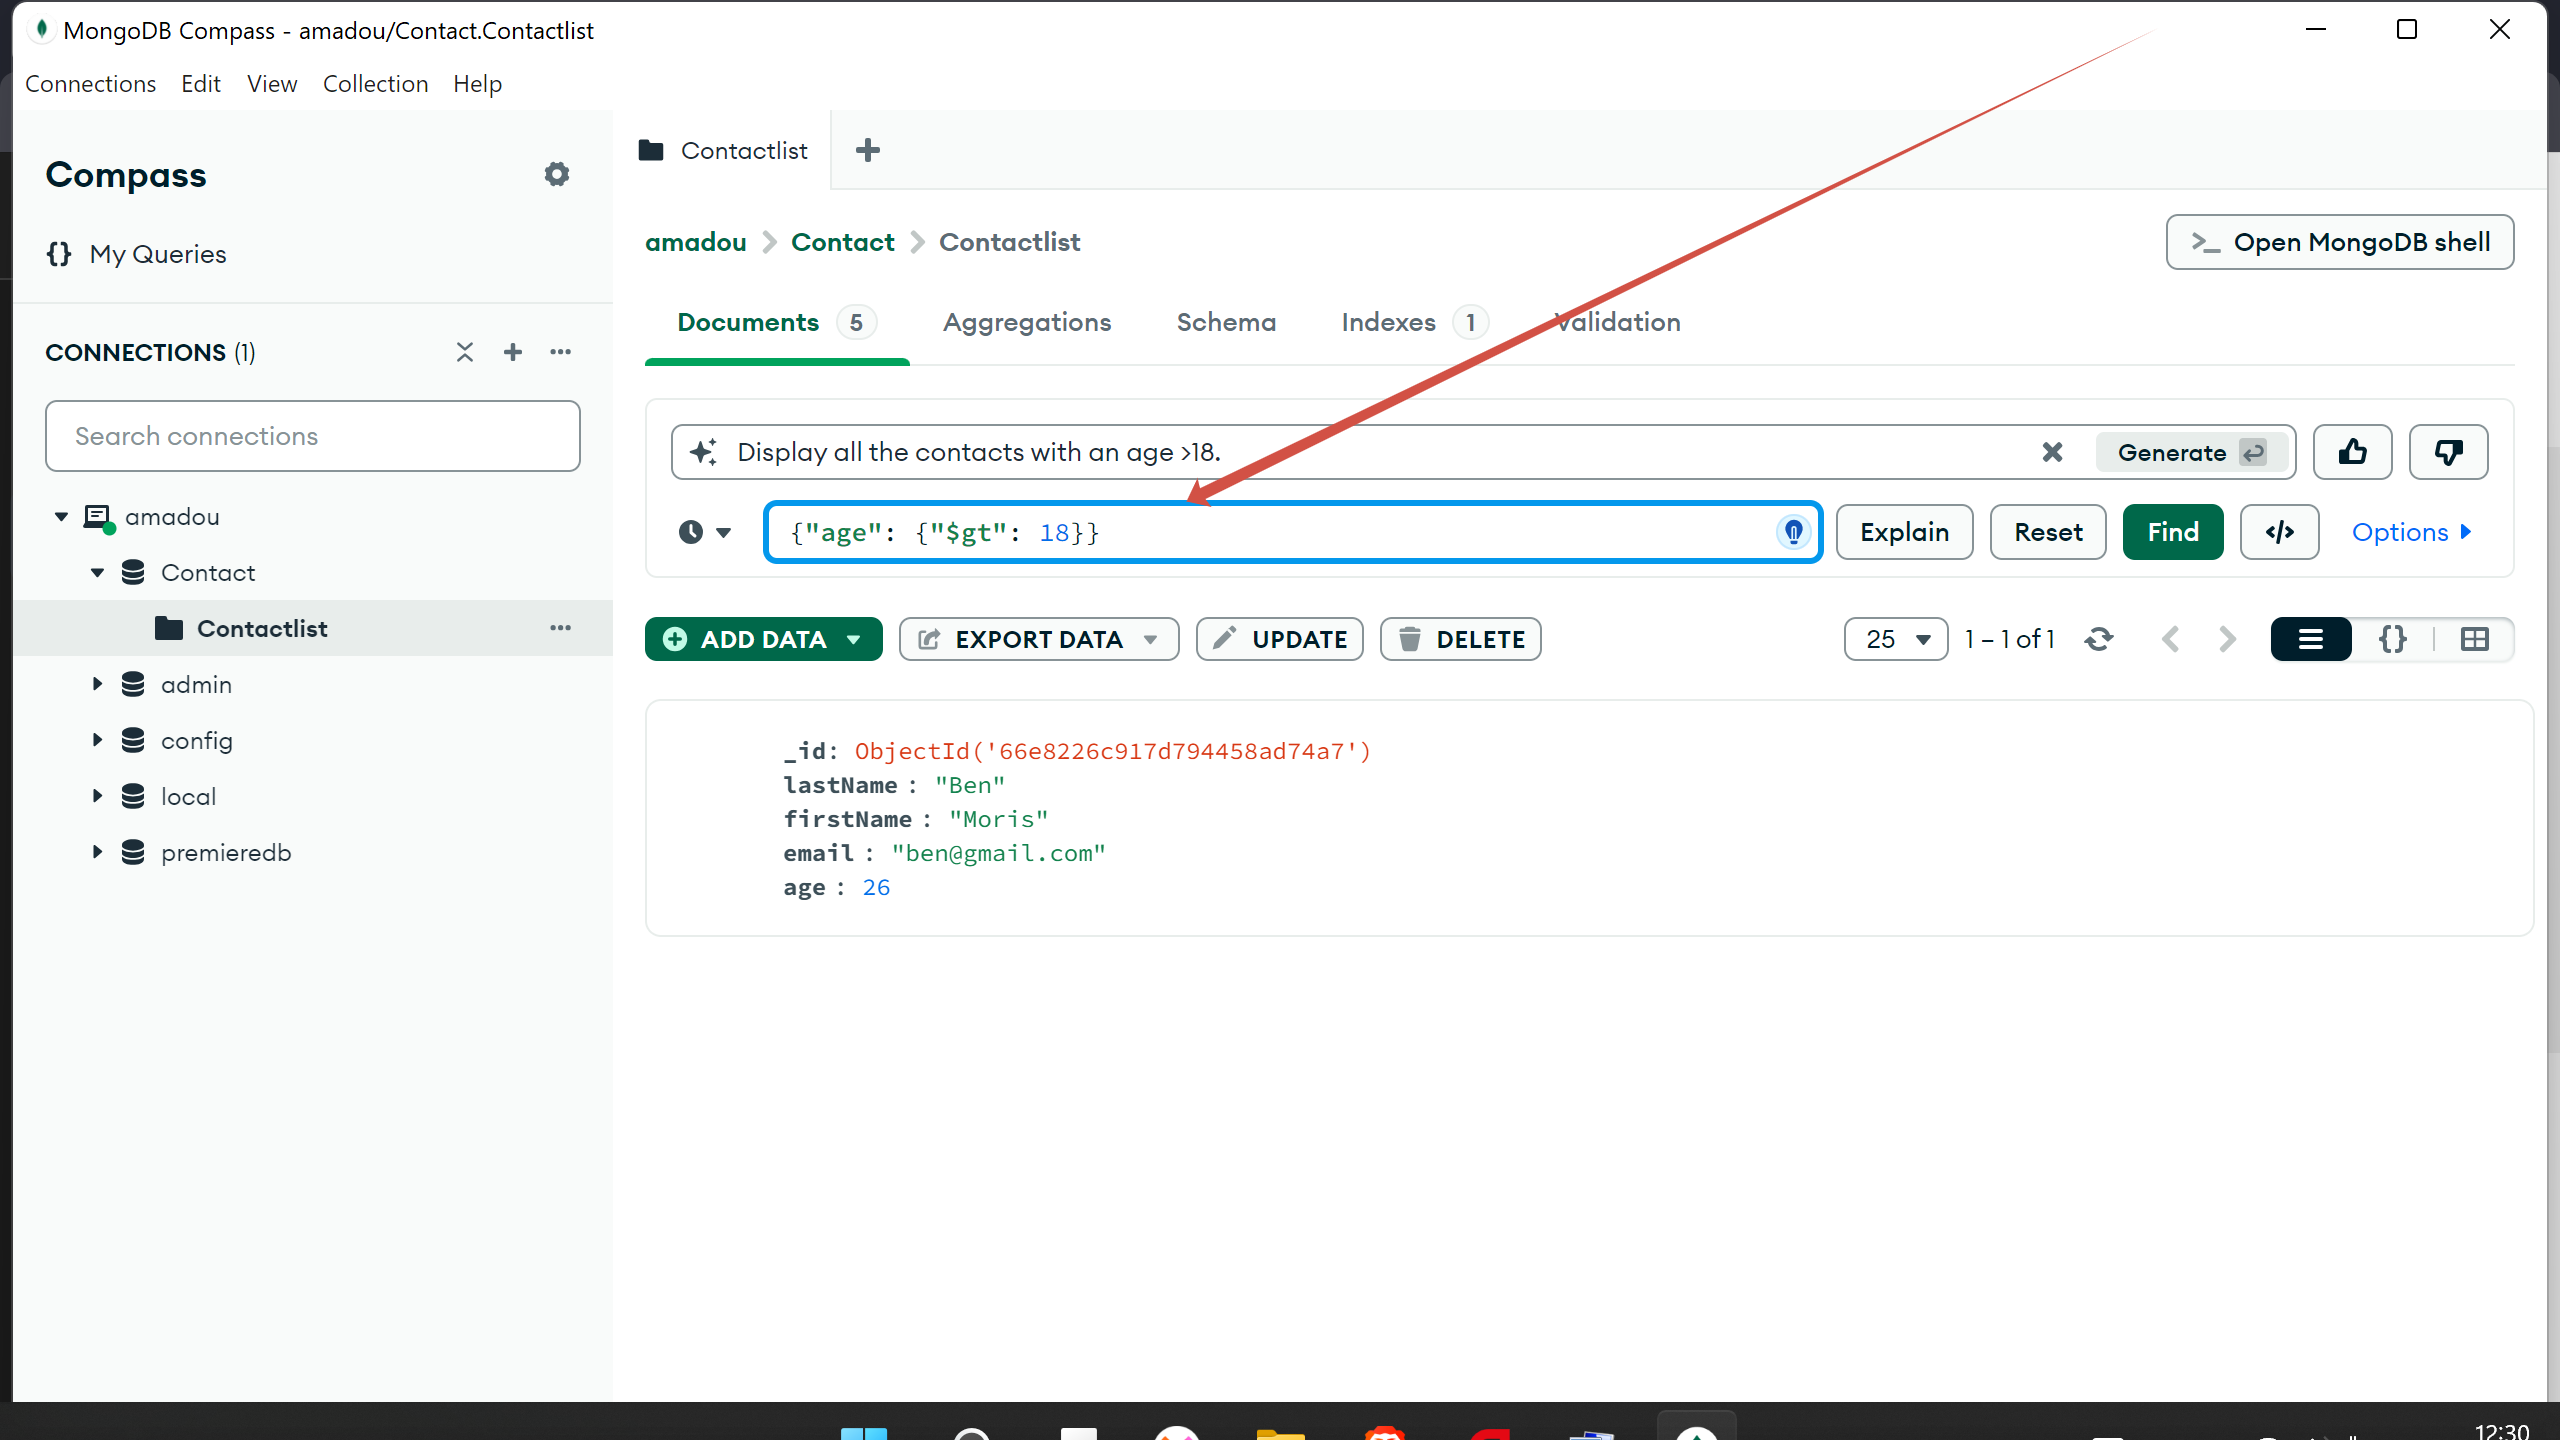 MongoDB Compass - amadou/Contact.Contactlist
Connections Edit View Collection Help
Compass
My Queries
CONNECTIONS (1)
Search connections
amadou
Contact
Contactlist
admin
config
local
premieredb
Contactlist
amadou > Contact > Contactlist
Open MongoDB shell
Documents 5 Aggregations Schema Indexes 1 Validation
Display all the contacts with an age >18.
Generate
{"age": {"$gt": 18}}
Explain Reset Find </> Options
ADD DATA EXPORT DATA UPDATE DELETE
25 1 – 1 of 1
_id: ObjectId('66e8226c917d794458ad74a7')
lastName : "Ben"
firstName : "Moris"
email : "ben@gmail.com"
age : 26
12:30